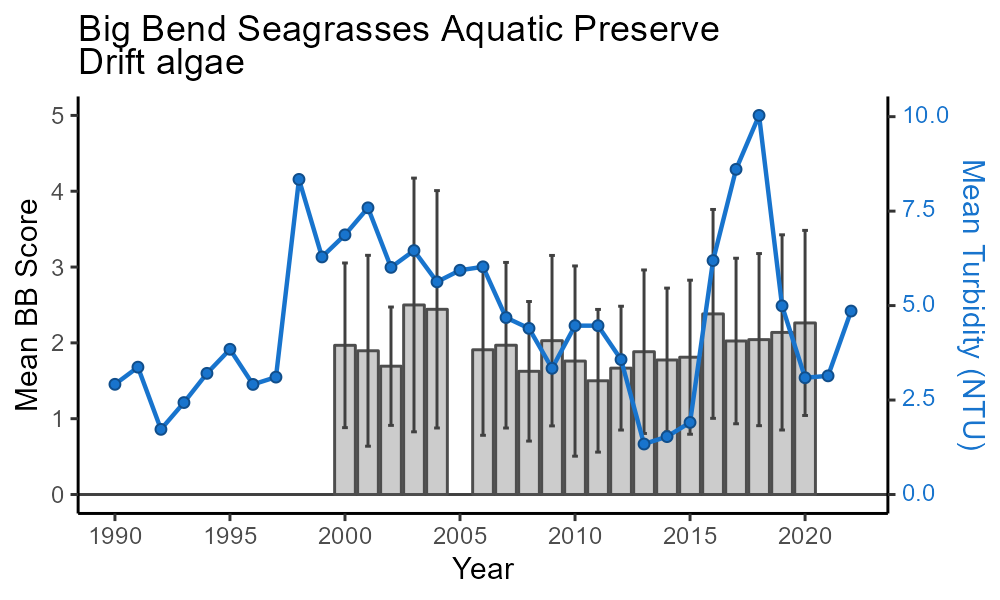 Big Bend Seagrasses Aquatic Preserve
Drift algae
Mean BB Score
5
4
3
2
1
0
10.0
7.5
5.0
2.5
0.0
Mean Turbidity (NTU)
1990 1995 2000 2005 2010 2015 2020
Year